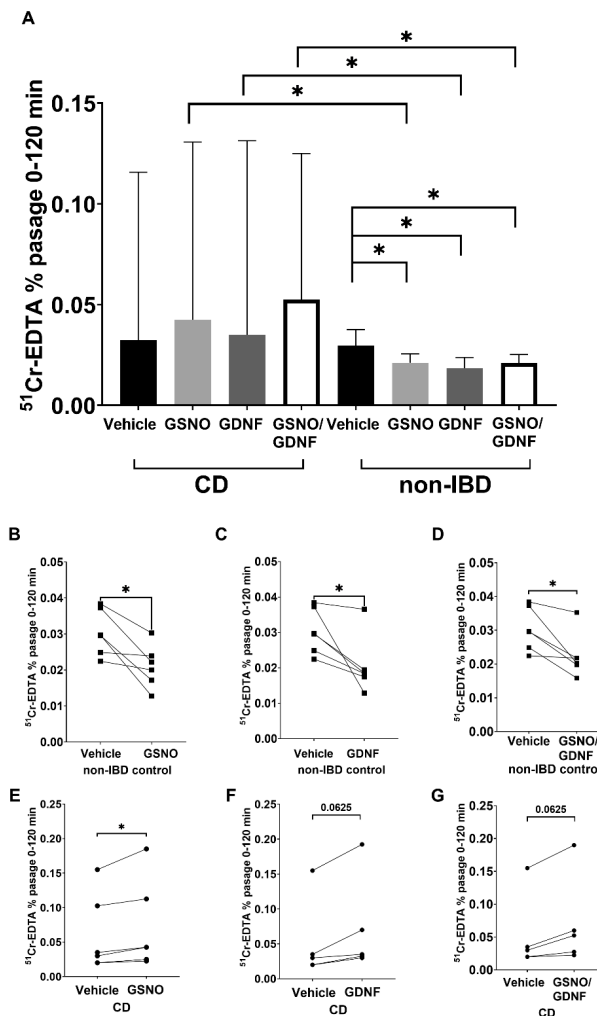 A
*
*
*
0.15
0.10
0.05
0.00
51Cr-EDTA % pasage 0-120 min
*
*
*
Vehicle GSNO GDNF GSNO/ Vehicle GSNO GDNF GSNO/
GDNF GDNF
CD non-IBD
B
0.05
0.04
0.03
0.02
0.01
0.00
51Cr-EDTA % pasage 0-120 min
*
Vehicle GSNO
non-IBD control
C
0.05
0.04
0.03
0.02
0.01
0.00
51Cr-EDTA % pasage 0-120 min
*
Vehicle GDNF
non-IBD control
D
0.05
0.04
0.03
0.02
0.01
0.00
51Cr-EDTA % pasage 0-120 min
*
Vehicle GSNO/
GDNF
non-IBD control
E
0.25
0.20
0.15
0.10
0.05
0.00
51Cr-EDTA % pasage 0-120 min
*
Vehicle GSNO
CD
F
0.25
0.20
0.15
0.10
0.05
0.00
51Cr-EDTA % pasage 0-120 min
0.0625
Vehicle GDNF
CD
G
0.25
0.20
0.15
0.10
0.05
0.00
51Cr-EDTA % pasage 0-120 min
0.0625
Vehicle GSNO/
GDNF
CD